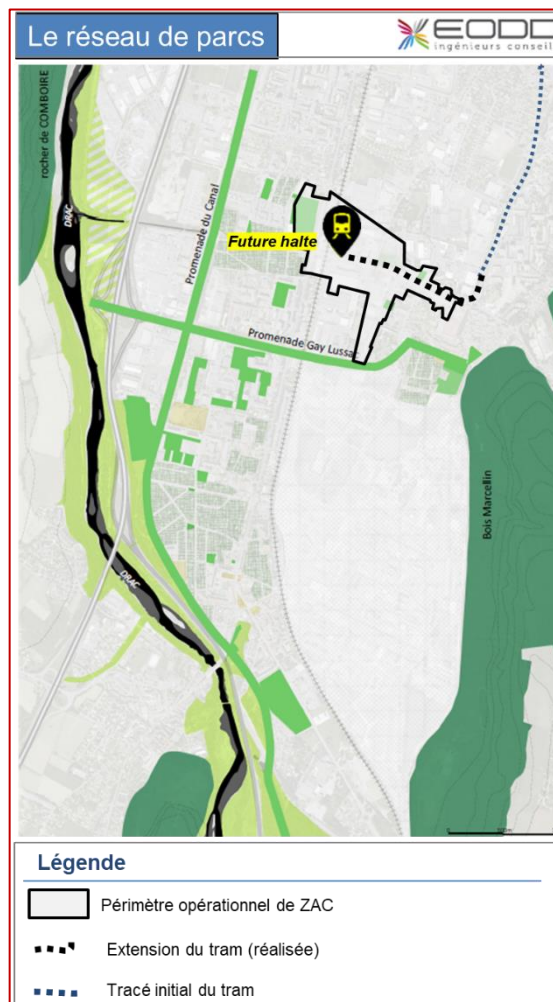 Le réseau de parcs
EODD
ingénieurs conseil
rocher de COMBOIRE
DRAC
Promenade du Canal
Future halte
Promenade Gay Lussac
Bois Marcellin
DRAC
Légende
Périmètre opérationnel de ZAC
Extension du tram (réalisée)
Tracé initial du tram